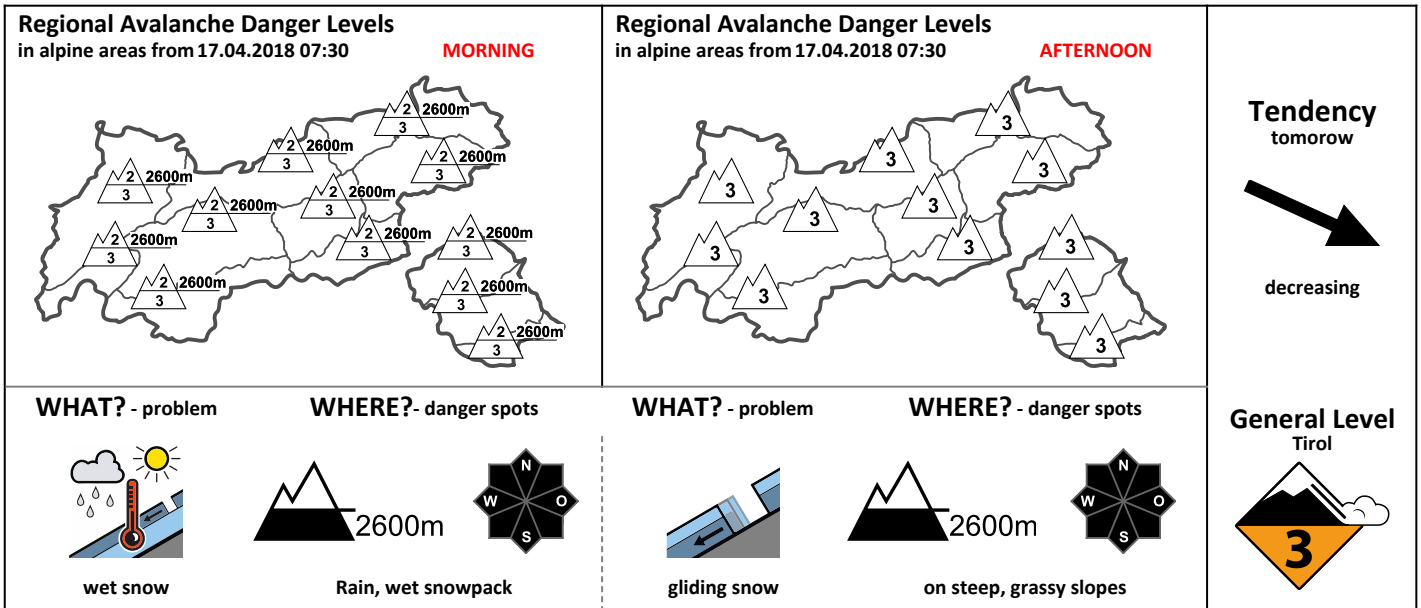 Regional Avalanche Danger Levels
in alpine areas from 17.04.2018 07:30 MORNING
2 2600m
3
2 2600m
3
2 2600m
3
2 2600m
3
2 2600m
3
2 2600m
3
2 2600m
3
2 2600m
3
2 2600m
3
2 2600m
3
2 2600m
3
2 2600m
3
Regional Avalanche Danger Levels
in alpine areas from 17.04.2018 07:30 AFTERNOON
3
3
3
3
3
3
3
3
3
3
3
3
Tendency
tomorow
decreasing
WHAT? - problem
wet snow
WHERE? - danger spots
2600m
N
W O
S
Rain, wet snowpack
WHAT? - problem
gliding snow
WHERE? - danger spots
2600m
N
W O
S
on steep, grassy slopes
General Level
Tirol
3